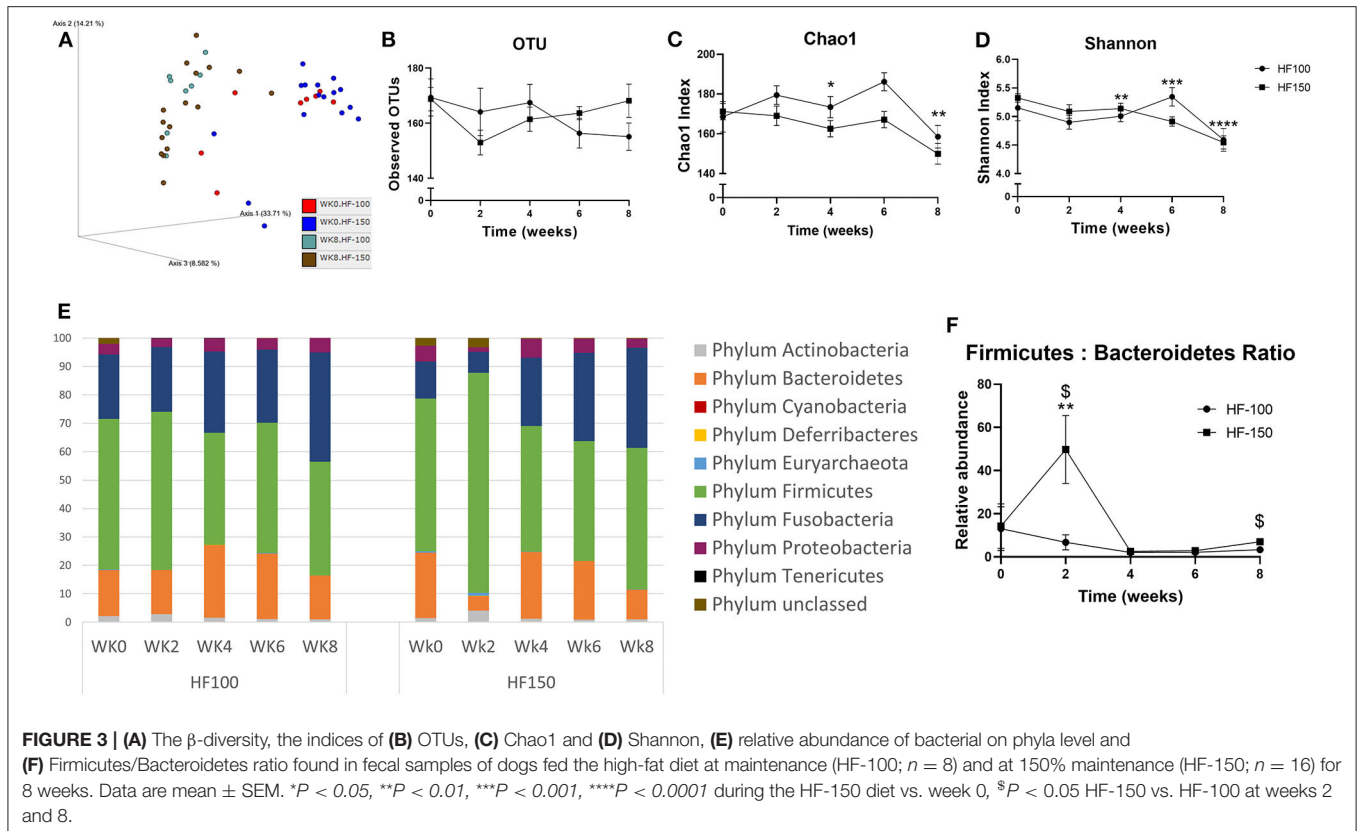 A
Axis 2 (14.21 %)
Axis 1 (33.71 %)
Axis 3 (8.582 %)
WK0.HF-100
WK0.HF-150
WK8.HF-100
WK8.HF-150
B
OTU
Observed OTUs
180
160
140
0
0 2 4 6 8
Time (weeks)
C
Chao1
Chao1 Index
200
180
160
140
0
*
**
0 2 4 6 8
Time (weeks)
D
Shannon
Shannon Index
6.0
5.5
5.0
4.5
4.0
0
**
***
****
0 2 4 6 8
Time (weeks)
HF100
HF150
E
100
90
80
70
60
50
40
30
20
10
0
WK0 WK2 WK4 WK6 WK8 Wk0 Wk2 Wk4 Wk6 Wk8
HF100 HF150
Phylum Actinobacteria
Phylum Bacteroidetes
Phylum Cyanobacteria
Phylum Deferribacteres
Phylum Euryarchaeota
Phylum Firmicutes
Phylum Fusobacteria
Phylum Proteobacteria
Phylum Tenericutes
Phylum unclassed
F
Firmicutes : Bacteroidetes Ratio
Relative abundance
80
60
40
20
0
$
**
$
HF-100
HF-150
0 2 4 6 8
Time (weeks)
FIGURE 3 | (A) The β-diversity, the indices of (B) OTUs, (C) Chao1 and (D) Shannon, (E) relative abundance of bacterial on phyla level and
(F) Firmicutes/Bacteroidetes ratio found in fecal samples of dogs fed the high-fat diet at maintenance (HF-100; n = 8) and at 150% maintenance (HF-150; n = 16) for
8 weeks. Data are mean ± SEM. *P < 0.05, **P < 0.01, ***P < 0.001, ****P < 0.0001 during the HF-150 diet vs. week 0, $P < 0.05 HF-150 vs. HF-100 at weeks 2
and 8.